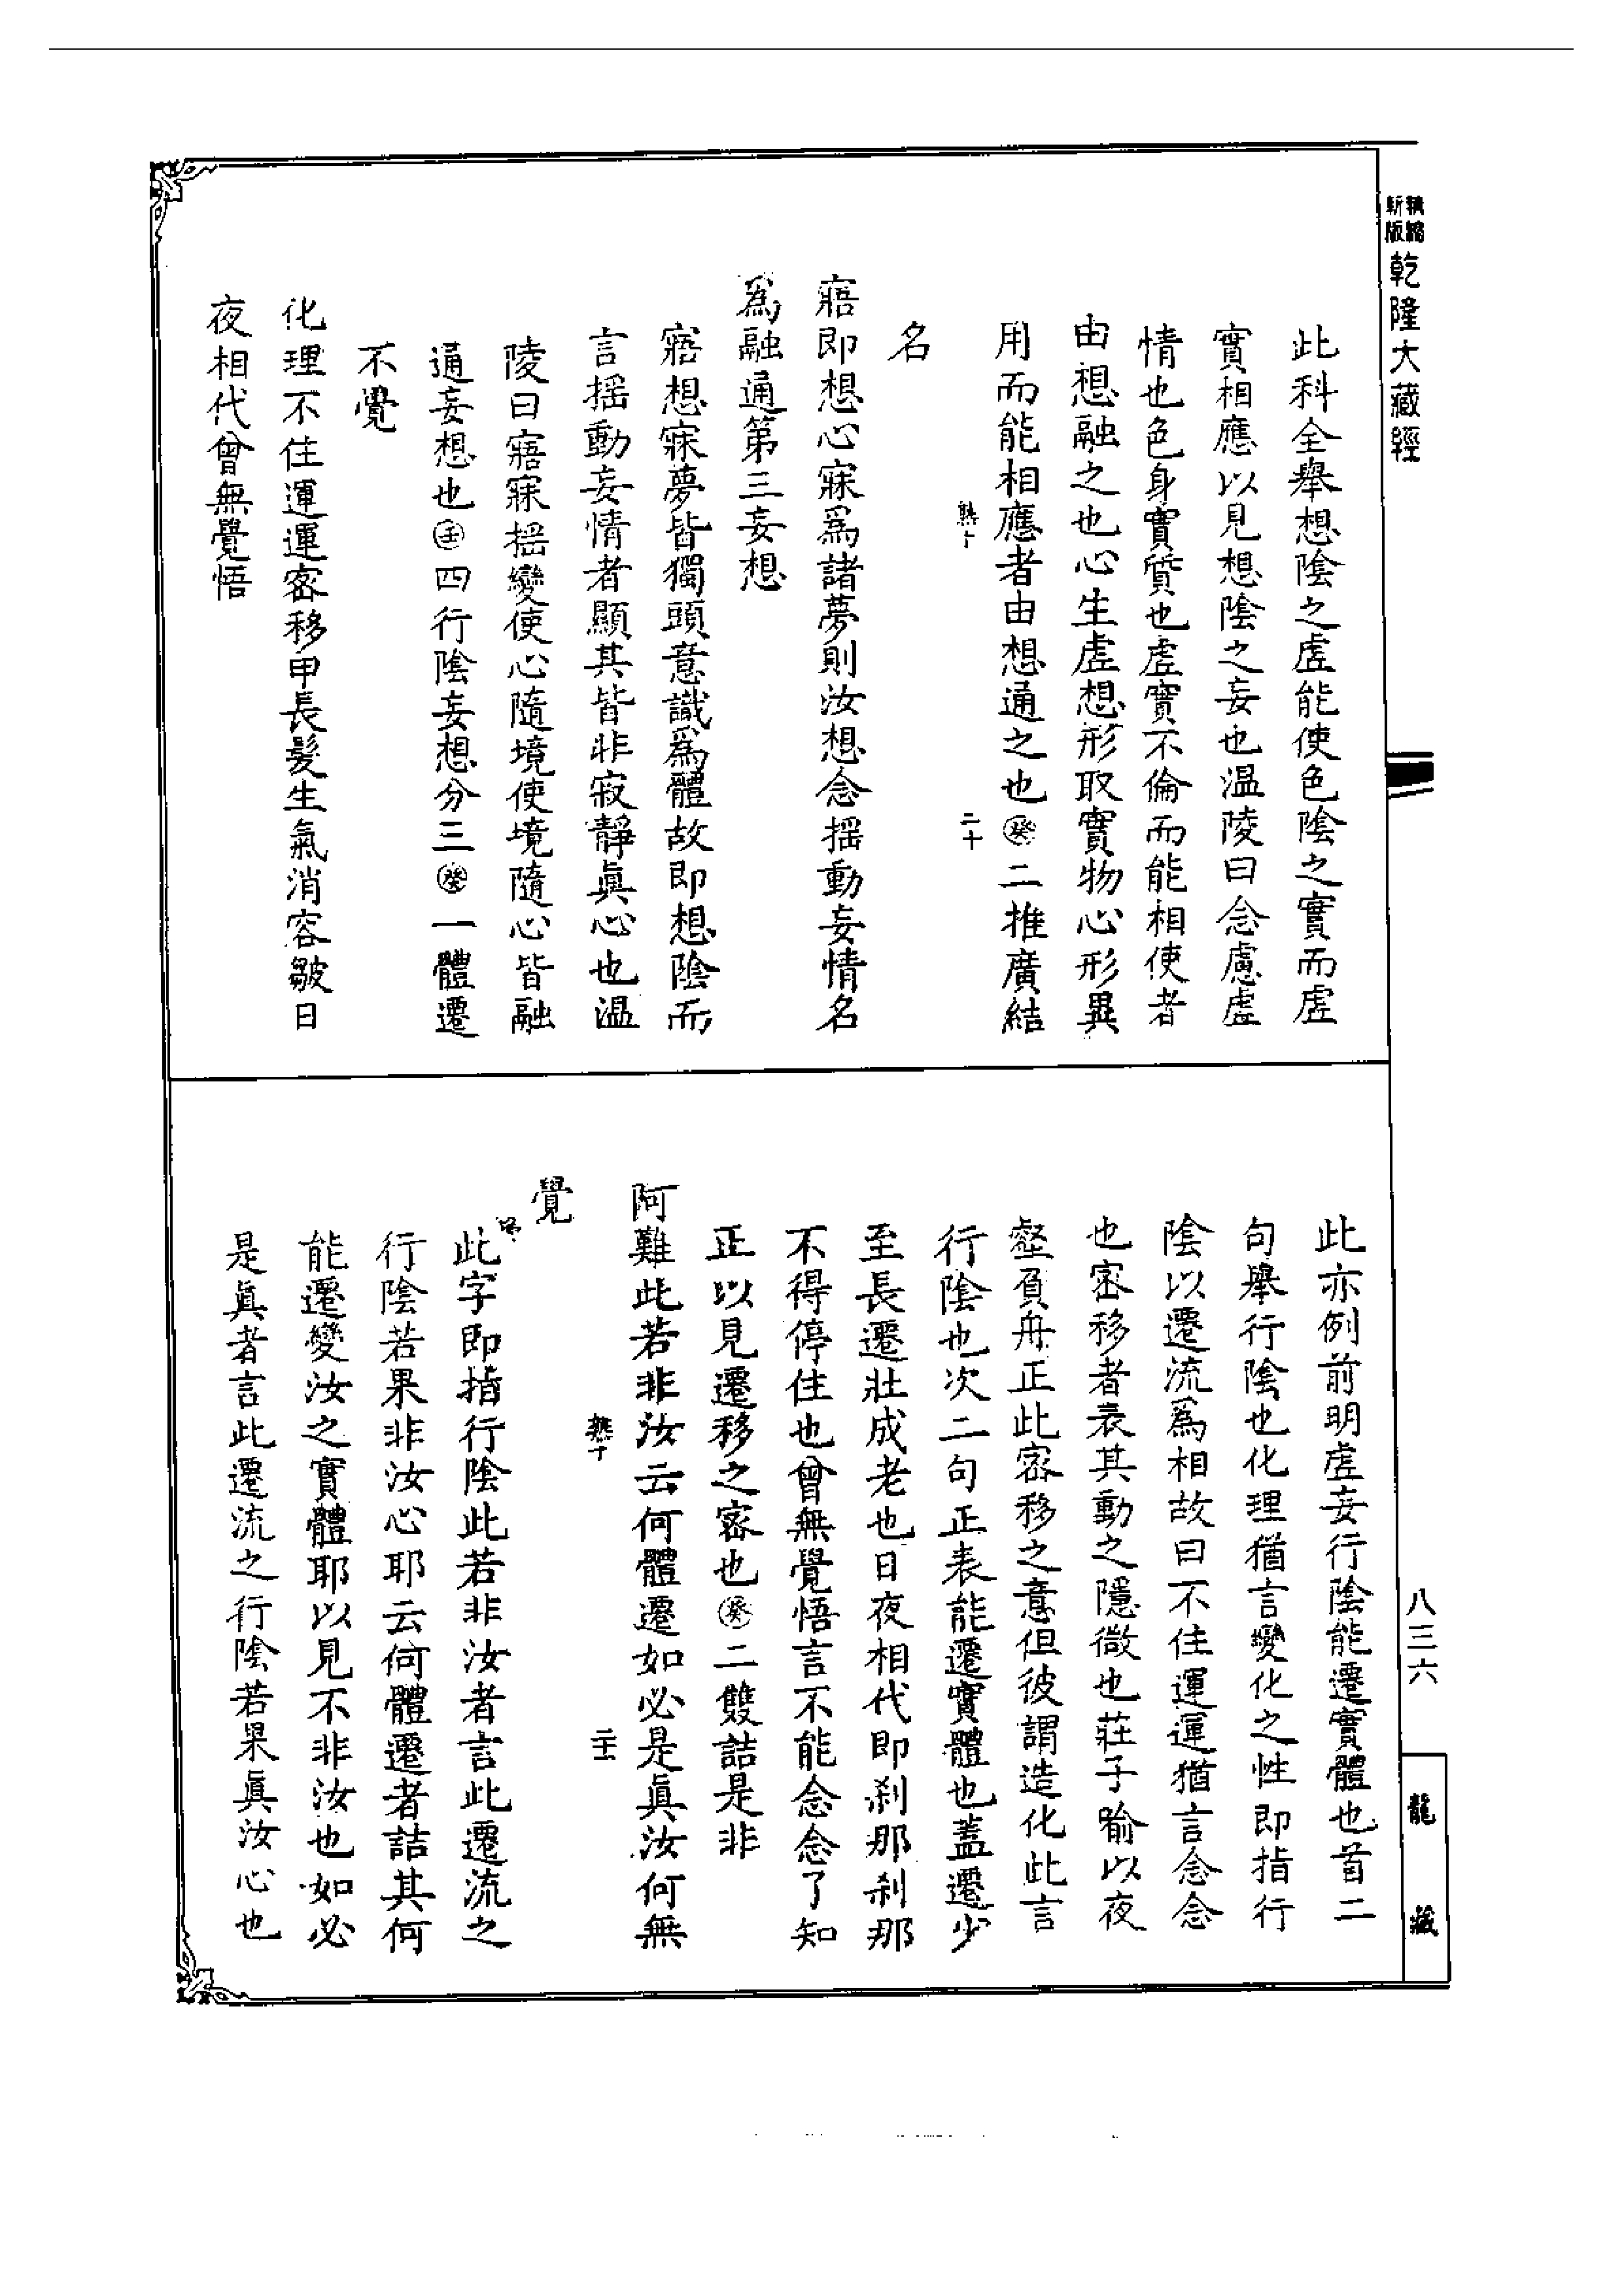 精縮新版
乾隆大藏經
此科全舉想陰之虛能使色陰之實而虛
實相應以見想陰之妄也温陵曰念慮虛
情也色身實質也虛實不倫而能相使者
由想融之也心生虛想形取實物心形異
用而能相應者由想通之也㊌二推廣結
名
寤即想心寐爲諸夢則汝想念揺動妄情名
爲融通第三妄想
寤想寐夢皆獨頭意識爲體故即想陰而
言揺動妄情者顯其皆非寂靜眞心也温
陵曰寤寐揺變使心隨境使境隨心皆融
通妄想也壬四行陰妄想分三癸一體遷
不覺
化理不住運運密移甲長髮生氣消容皺日
夜相代曾無覺悟
此亦例前明虛妄行陰能遷實體也首二
句舉行陰也化理猶言變化之性即指行
陰以遷流爲相故曰不住運運猶言念念
也密移者表其動之隱微也莊子喻以夜
壑負舟正此密移之意但彼謂造化此言
行陰也次二句正表能遷實體也蓋遷少
至長遷壯成老也日夜相代即刹那刹那
不得停住也曾無覺悟言不能念念了知
正以見遷移之密也癸二雙詰是非
阿難此若非汝云何體遷如必是眞汝何無
覺
此字即指行陰此若非汝者言此遷流之
行陰若果非汝心耶云何體遷者詰其何
能遷變汝之實體耶以見不非汝也如必
是眞者言此遷流之行陰若果眞汝心也
八三六
龍藏